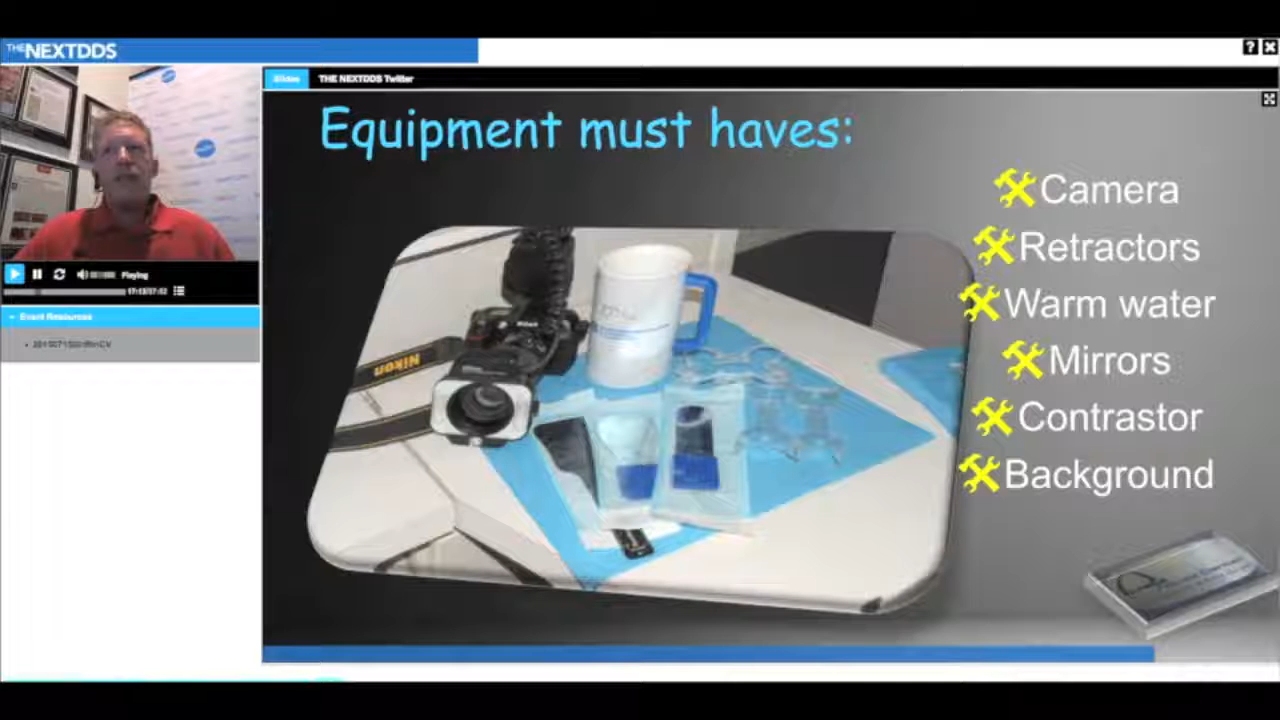 THE NEXTDDS
? ×
Slides THE NEXTDDS Twitter
Equipment must haves:
Camera
Retractors
Warm water
Mirrors
Contrastor
Background
Nikon
Nikon
Playing
Event Resources